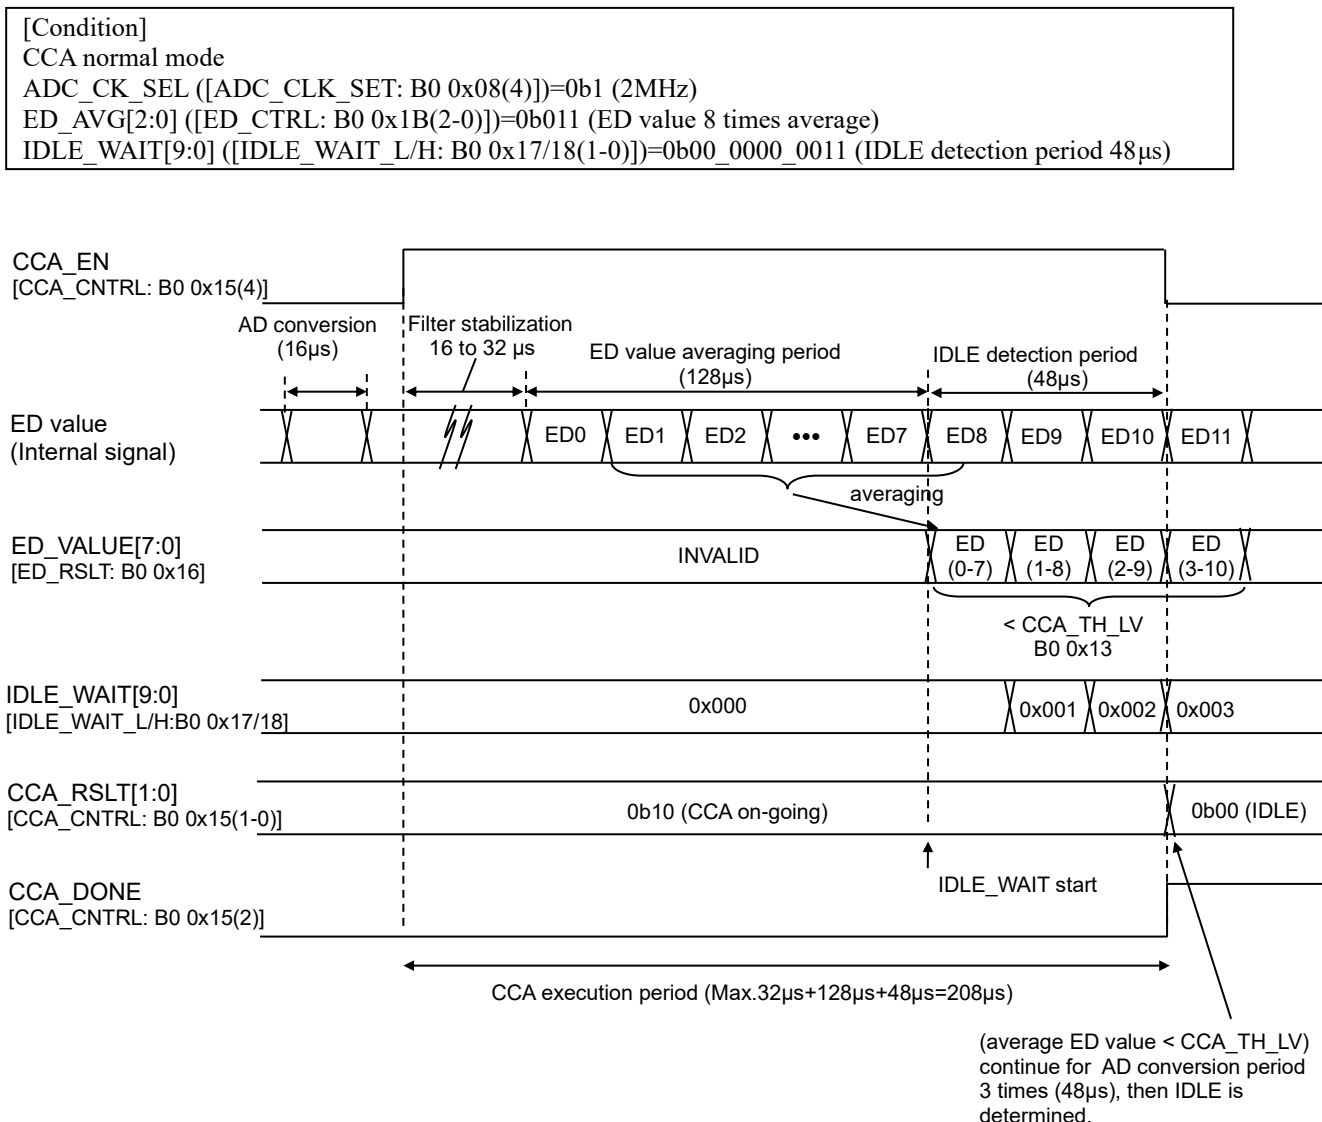 [Condition]
CCA normal mode
ADC_CK_SEL ([ADC_CLK_SET: B0 0x08(4)])=0b1 (2MHz)
ED_AVG[2:0] ([ED_CTRL: B0 0x1B(2-0)])=0b011 (ED value 8 times average)
IDLE_WAIT[9:0] ([IDLE_WAIT_L/H: B0 0x17/18(1-0)])=0b00_0000_0011 (IDLE detection period 48μs)
CCA_EN
[CCA_CNTRL: B0 0x15(4)]
AD conversion
(16μs)
Filter stabilization
16 to 32 μs
ED value averaging period
(128μs)
IDLE detection period
(48μs)
ED value
(Internal signal)
ED0 ED1 ED2 ••• ED7 ED8 ED9 ED10 ED11
averaging
ED_VALUE[7:0]
[ED_RSLT: B0 0x16]
INVALID
ED
(0-7)
ED
(1-8)
ED
(2-9)
ED
(3-10)
< CCA_TH_LV
B0 0x13
IDLE_WAIT[9:0]
[IDLE_WAIT_L/H:B0 0x17/18]
0x000 0x001 0x002 0x003
CCA_RSLT[1:0]
[CCA_CNTRL: B0 0x15(1-0)]
0b10 (CCA on-going) 0b00 (IDLE)
IDLE_WAIT start
CCA_DONE
[CCA_CNTRL: B0 0x15(2)]
CCA execution period (Max.32μs+128μs+48μs=208μs)
(average ED value < CCA_TH_LV)
continue for AD conversion period
3 times (48μs), then IDLE is
determined.